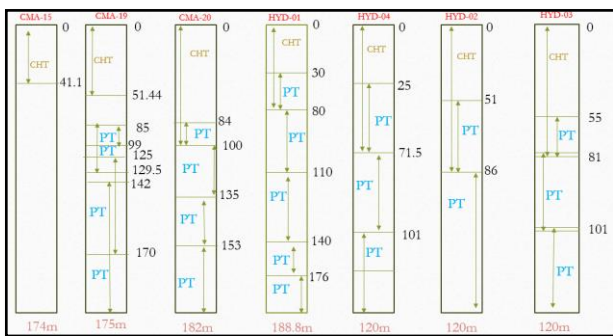 CMA-15 CMA-19 CMA-20 HYD-01 HYD-04 HYD-02 HYD-03
0 0 0 0 0 0 0
CHT CHT CHT CHT CHT CHT
41.1
51.44
85
PT
99
PT
125
129.5
142
PT
170
PT
175m
174m
84
PT
100
PT
135
PT
153
PT
182m
30
PT
80
PT
110
PT
140
PT
176
PT
188.8m
25
PT
71.5
PT
101
PT
120m
51
PT
86
PT
120m
55
PT
81
PT
101
PT
120m